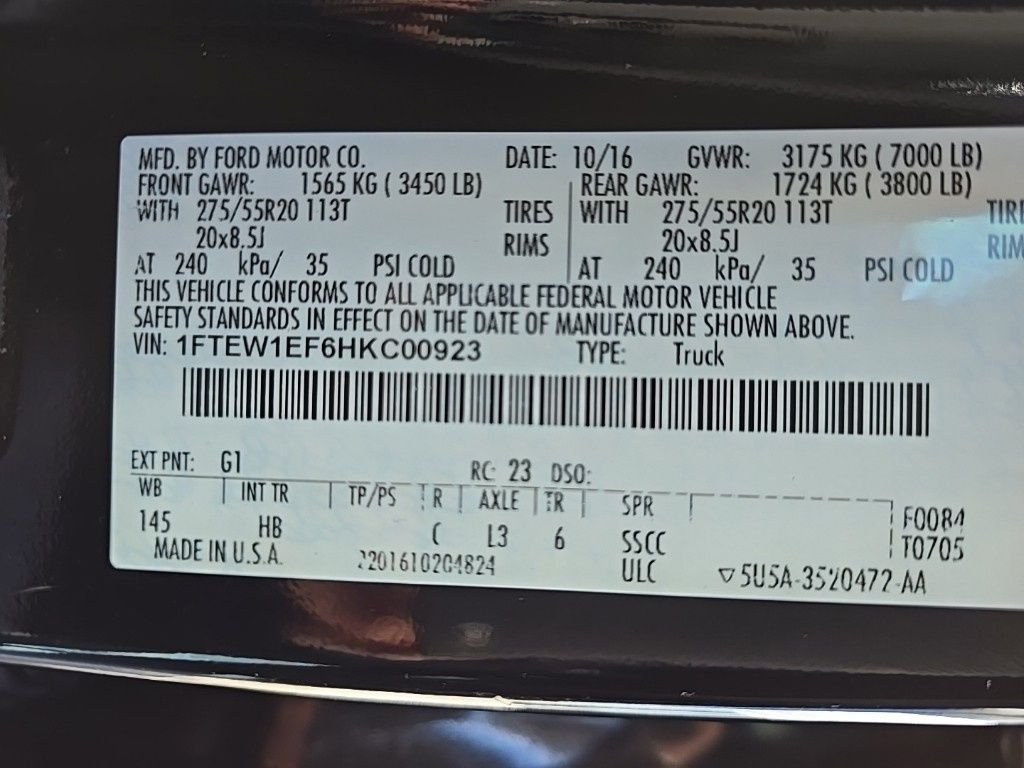 MFD. BY FORD MOTOR CO. DATE: 10/16 GVWR: 3175 KG ( 7000 LB)
FRONT GAWR: 1565 KG ( 3450 LB) REAR GAWR: 1724 KG ( 3800 LB)
WITH 275/55R20 113T TIRES WITH 275/55R20 113T
20x8.5J RIMS 20x8.5J
AT 240 kPa/ 35 PSI COLD AT 240 kPa/ 35 PSI COLD
THIS VEHICLE CONFORMS TO ALL APPLICABLE FEDERAL MOTOR VEHICLE
SAFETY STANDARDS IN EFFECT ON THE DATE OF MANUFACTURE SHOWN ABOVE.
VIN: 1FTEW1EF6HKC00923 TYPE: Truck
EXT PNT: G1 RC: 23 DSO:
WB INT TR TP/PS R AXLE TR SPR
F0084
145 HB C L3 6 SSCC T0705
MADE IN U.S.A. ULC ▽5U5A-3520472-AA